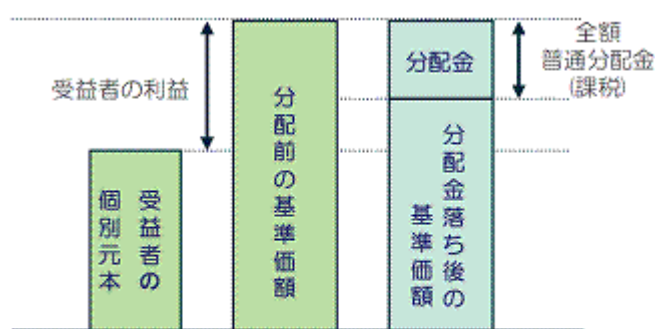 受益者の利益
受益者の
個別元本
分配前の基準価額
分配金
分配金落ち後の
基準価額
全額
普通分配金
(課税)